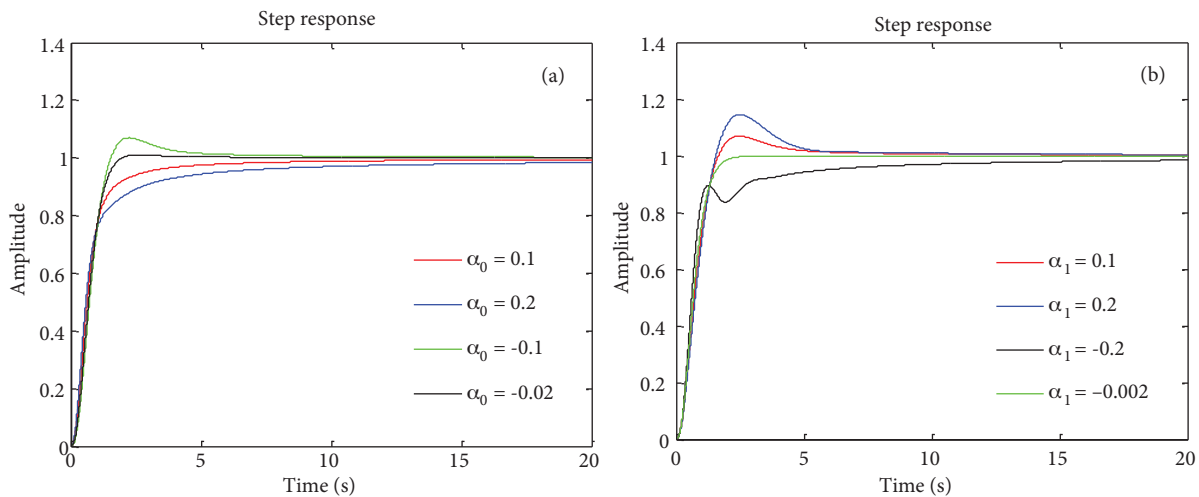 Step response
(a)
1.4
1.2
1
0.8
0.6
0.4
0.2
0
Amplitude
α0 = 0.1
α0 = 0.2
α0 = -0.1
α0 = -0.02
0 5 10 15 20
Time (s)
Step response
(b)
1.4
1.2
1
0.8
0.6
0.4
0.2
0
Amplitude
α1 = 0.1
α1 = 0.2
α1 = -0.2
α1 = –0.002
0 5 10 15 20
Time (s)